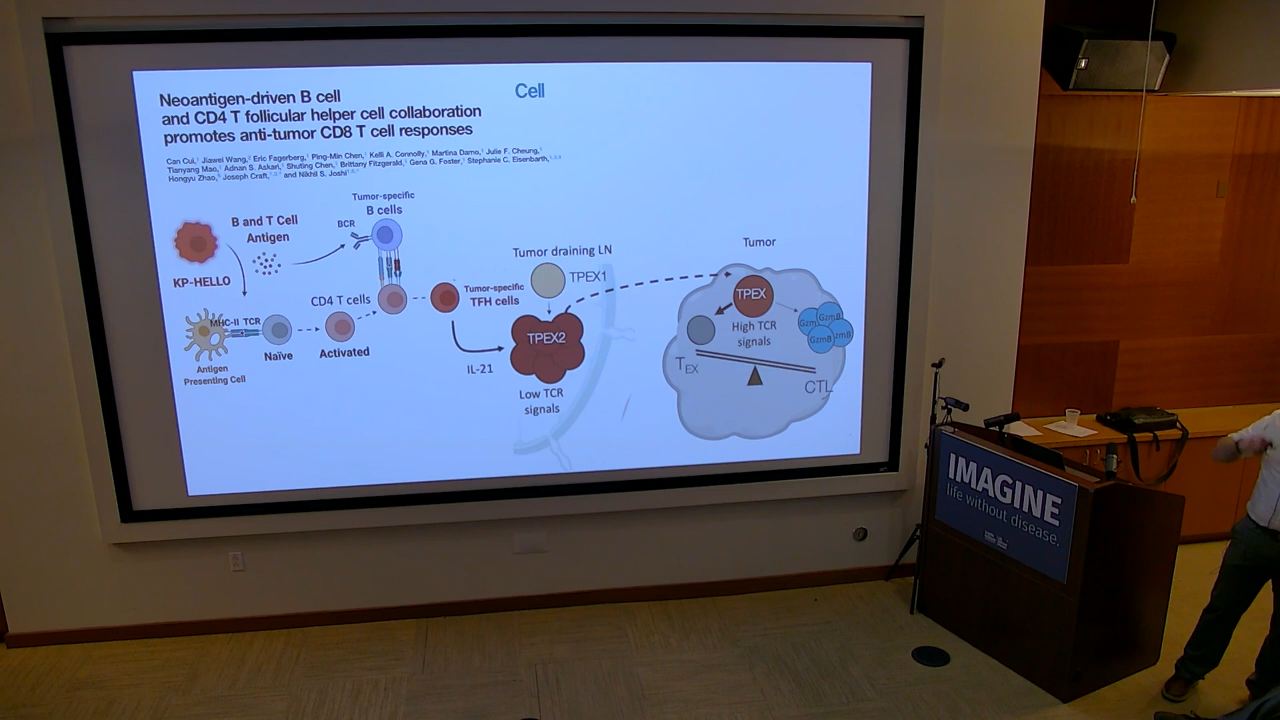 Neoantigen-driven B cell
and CD4 T follicular helper cell collaboration
promotes anti-tumor CD8 T cell responses
Cell
Can Cui, Jiawei Wang, Eric Fagerberg, Ping-Min Chen, Kelli A. Connolly, Martina Damo, Julie F. Cheung,
Tianyang Mao, Adnan S. Askari, Shuting Chen, Brittany Fitzgerald, Gena G. Foster, Stephanie C. Eisenbarth,
Hongyu Zhao, Joseph Craft, and Nikhil S. Joshi
Tumor-specific
B cells
BCR
B and T Cell
Antigen
KP-HELLO
MHC-II TCR
Antigen
Presenting Cell
Naïve
CD4 T cells
Activated
Tumor-specific
TFH cells
IL-21
Tumor draining LN
TPEX1
TPEX2
Low TCR
signals
Tumor
TPEX
High TCR
signals
TEX
GzmB
GzmB
CTL
IMAGINE
life without disease.